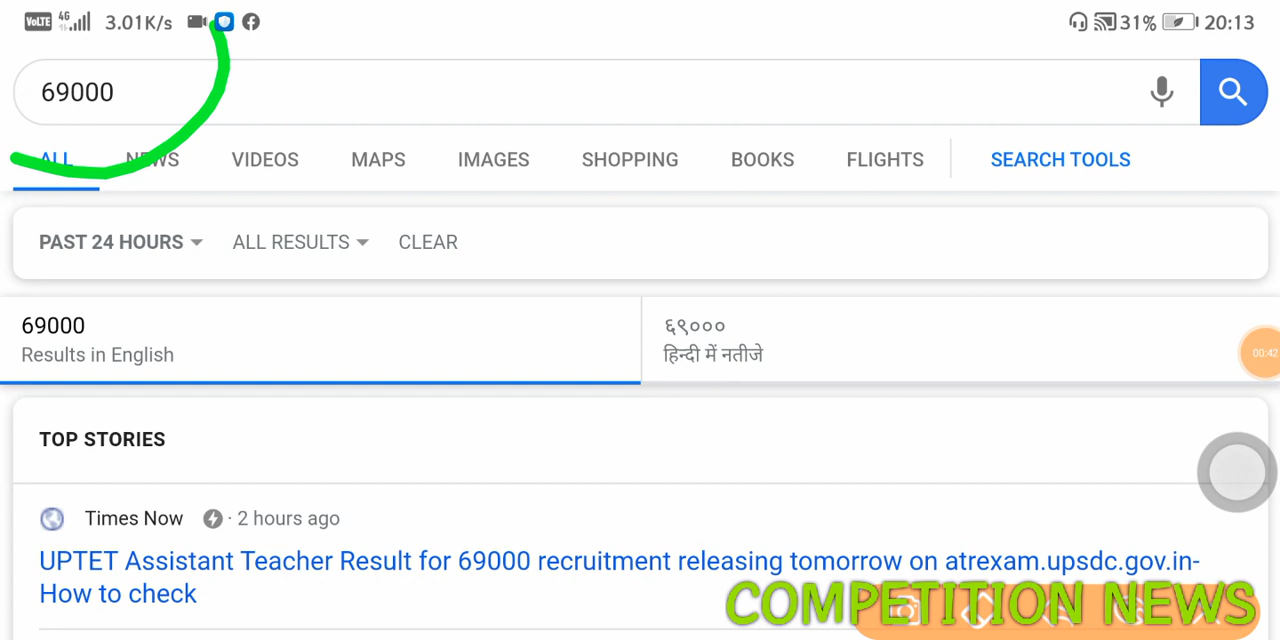 VoLTE 4G 3.01K/s 31% 20:13
69000
ALL NEWS VIDEOS MAPS IMAGES SHOPPING BOOKS FLIGHTS SEARCH TOOLS
PAST 24 HOURS ALL RESULTS CLEAR
69000 ६९०००
Results in English हिन्दी में नतीजे
00:42
TOP STORIES
Times Now · 2 hours ago
UPTET Assistant Teacher Result for 69000 recruitment releasing tomorrow on atrexam.upsdc.gov.in-
How to check
COMPETITION NEWS